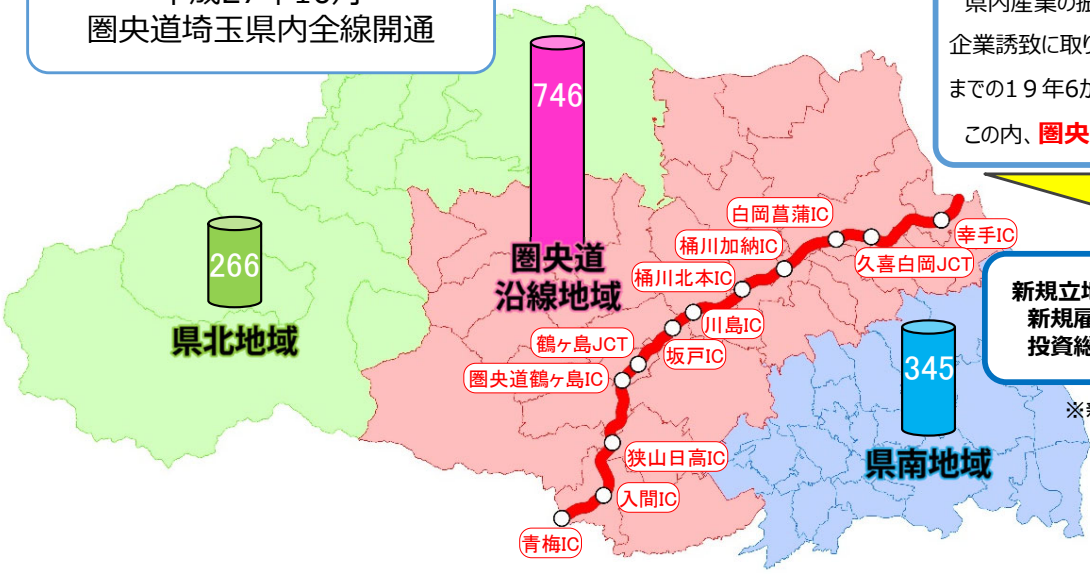 圏央道埼玉県内全線開通
県内産業の振
企業誘致に取り
までの19年6か
この内、圏央
746
白岡菖蒲IC
幸手IC
桶川加納IC
久喜白岡JCT
266
圏央道
沿線地域
桶川北本IC
川島IC
新規立地
新規雇
投資総
県北地域
鶴ヶ島JCT
坂戸IC
345
圏央道鶴ヶ島IC
狭山日高IC
県南地域
入間IC
青梅IC